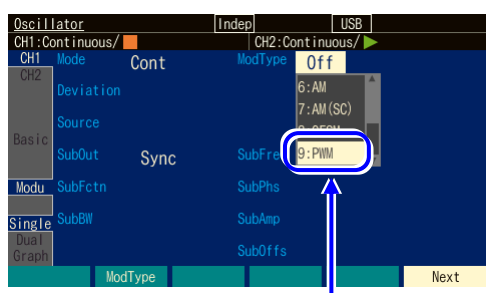 Oscillator Indep USB
CH1:Continuous/ CH2:Continuous/
CH1 Mode Cont ModType Off
CH2
Deviation 6:AM
Source 7:AM(SC)
Basic
SubOut Sync SubFre 9:PWM
Modu SubFctn SubPhs
Single SubBW SubAmp
Dual
Graph SubOffs
ModType Next